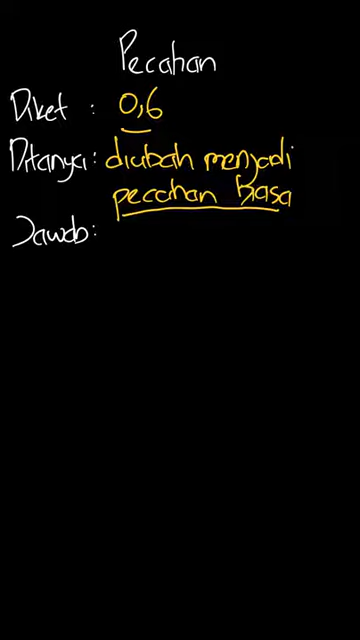 Pecahan
Diket : 0,6
Ditanya : diubah menjadi
pecahan biasa
Jawab :